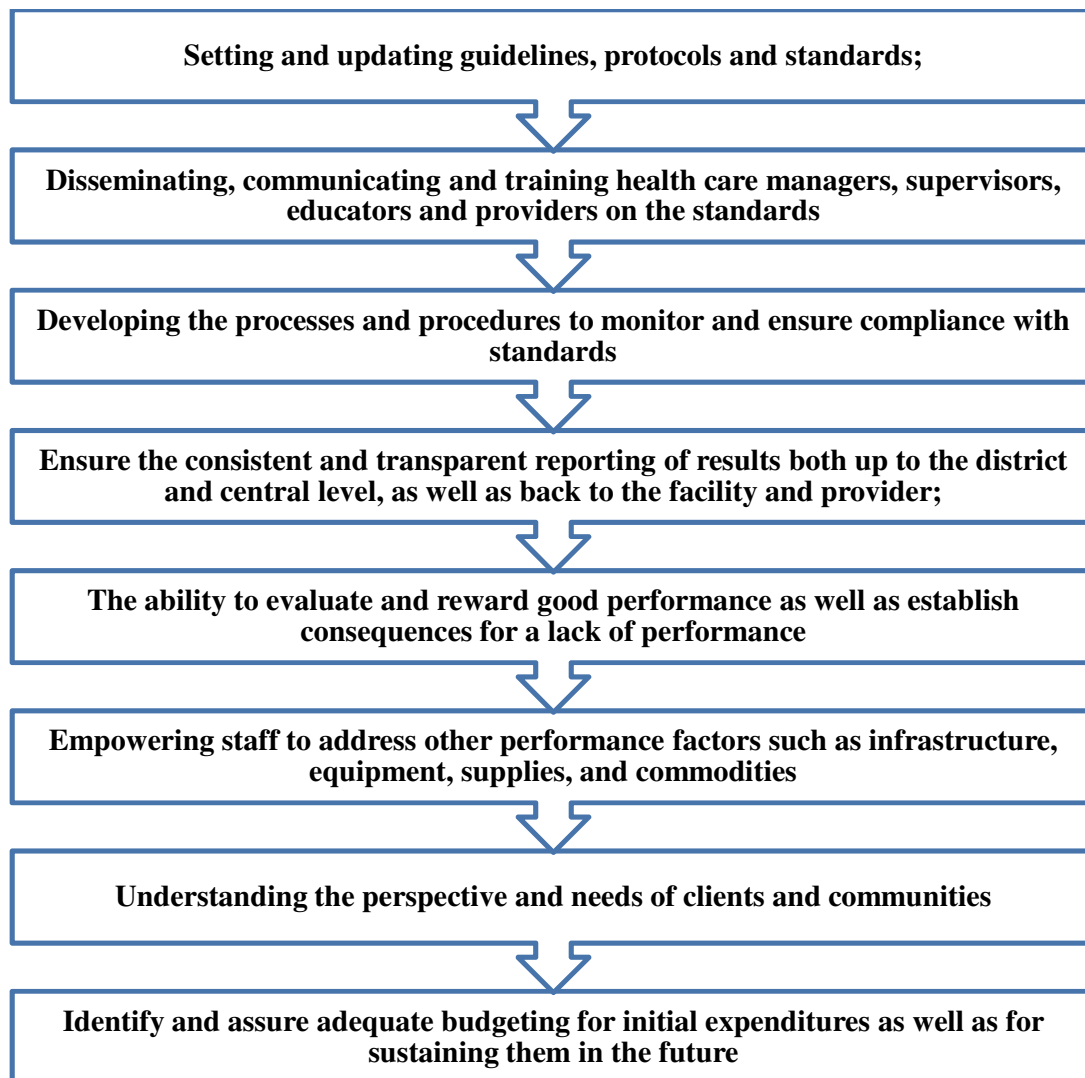 Setting and updating guidelines, protocols and standards;
Disseminating, communicating and training health care managers, supervisors,
educators and providers on the standards
Developing the processes and procedures to monitor and ensure compliance with
standards
Ensure the consistent and transparent reporting of results both up to the district
and central level, as well as back to the facility and provider;
The ability to evaluate and reward good performance as well as establish
consequences for a lack of performance
Empowering staff to address other performance factors such as infrastructure,
equipment, supplies, and commodities
Understanding the perspective and needs of clients and communities
Identify and assure adequate budgeting for initial expenditures as well as for
sustaining them in the future